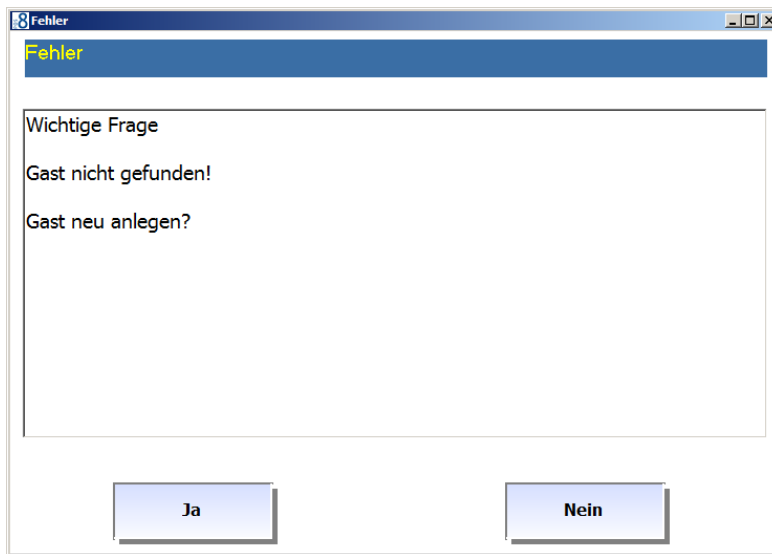 Fehler
Fehler
Wichtige Frage
Gast nicht gefunden!
Gast neu anlegen?
Ja
Nein